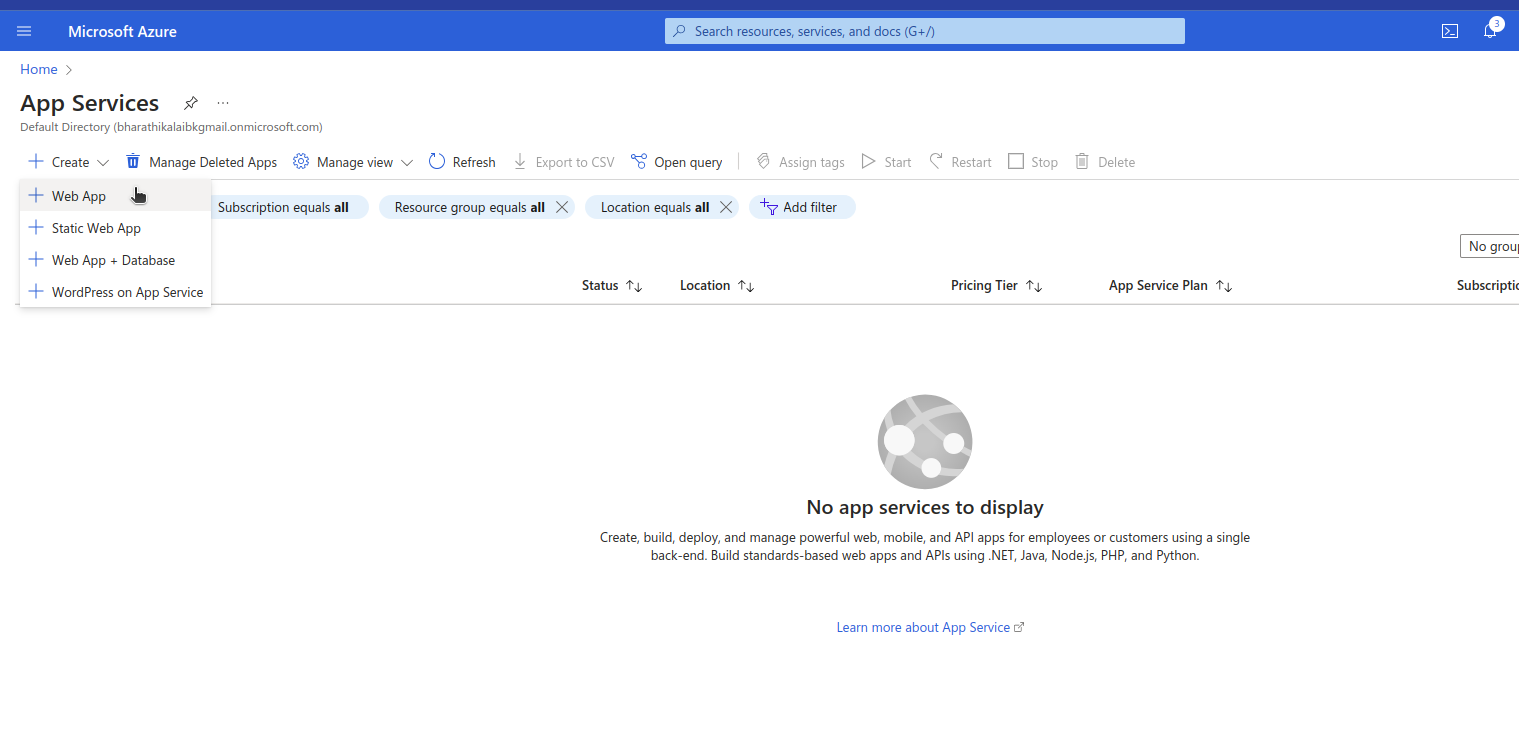 Microsoft Azure
Search resources, services, and docs (G+/)
3
Home
App Services
Default Directory (bharathikalaibkgmail.onmicrosoft.com)
Create Manage Deleted Apps Manage view Refresh Export to CSV Open query Assign tags Start Restart Stop Delete
Web App
Static Web App
Web App + Database
WordPress on App Service
Subscription equals all Resource group equals all Location equals all Add filter
No group
Status Location Pricing Tier App Service Plan Subscriptio
No app services to display
Create, build, deploy, and manage powerful web, mobile, and API apps for employees or customers using a single
back-end. Build standards-based web apps and APIs using .NET, Java, Node.js, PHP, and Python.
Learn more about App Service